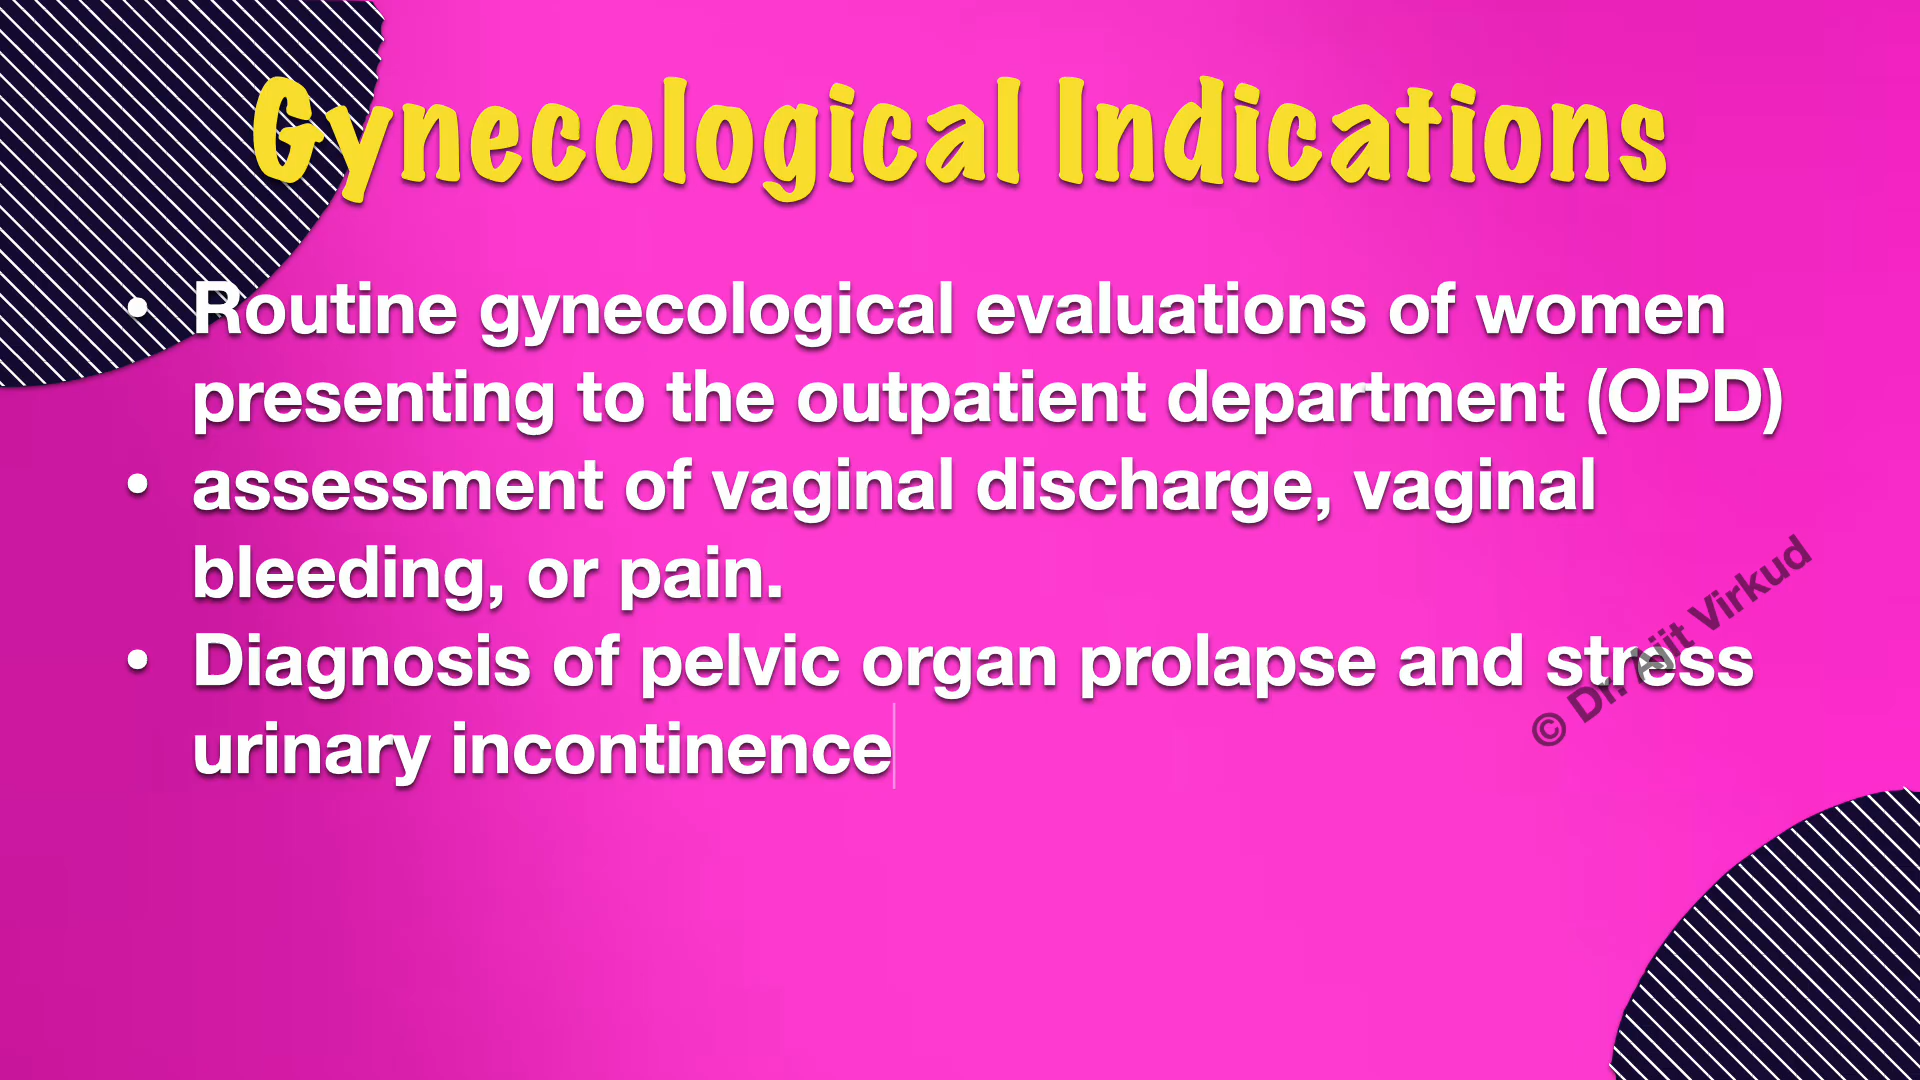 Gynecological Indications
• Routine gynecological evaluations of women
presenting to the outpatient department (OPD)
• assessment of vaginal discharge, vaginal
bleeding, or pain.
• Diagnosis of pelvic organ prolapse and stress
urinary incontinence
© Dr. Ajit Virkud